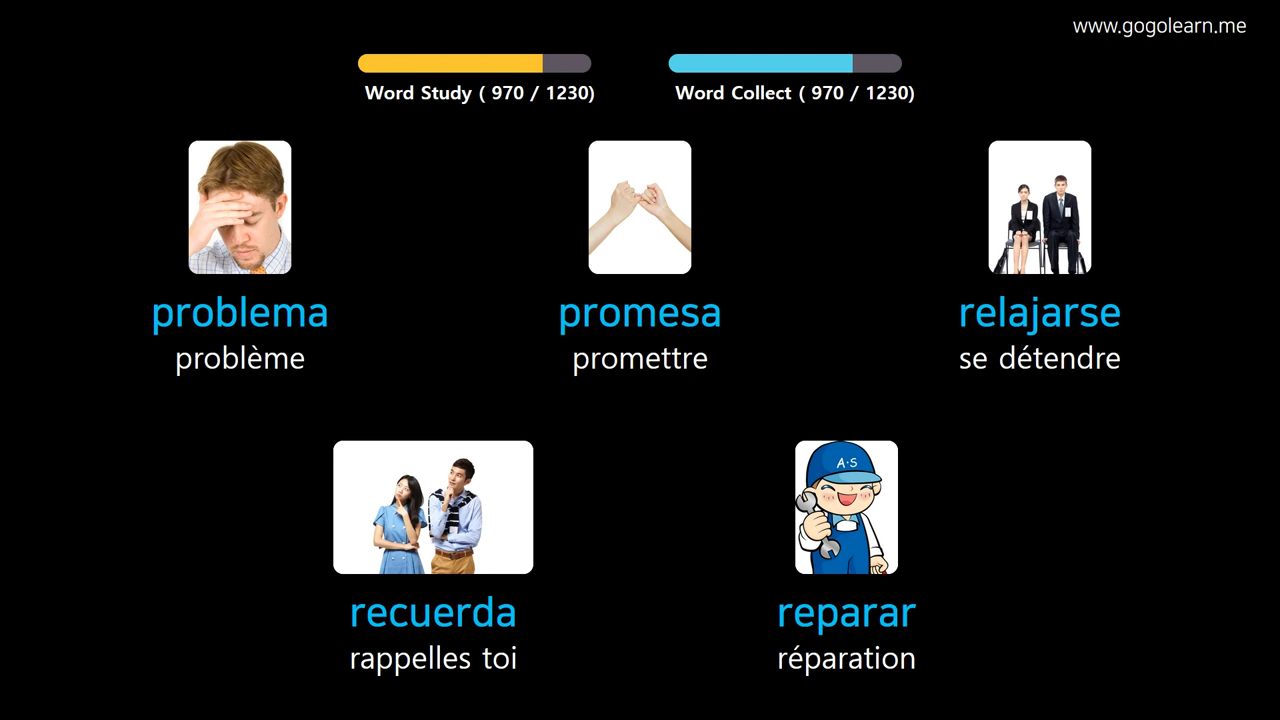 www.gogolearn.me
Word Study ( 970 / 1230)
Word Collect ( 970 / 1230)
problema
problème
promesa
promettre
relajarse
se détendre
recuerda
rappelles toi
A·S
reparar
réparation